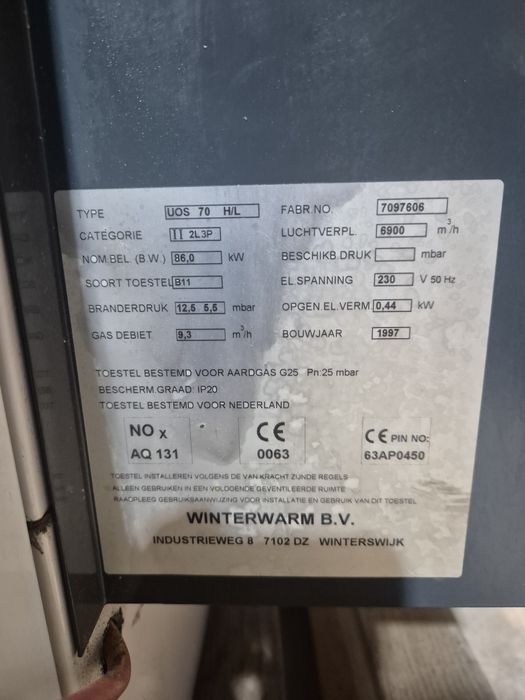 TYPE UOS 70 H/L FABR NO. 7097606
CATEGORIE II 2L3P LUCHTVERPL. 6900 m³/h
NOM.BEL. (B.W.) 86,0 kW BESCHIKB.DRUK mbar
SOORT TOESTEL B11 EL.SPANNING 230 V 50 Hz
BRANDERDRUK 12,5 5,5 mbar OPGEN.EL.VERM 0,44 kW
GAS DEBIET 9,3 m³/h BOUWJAAR 1997
TOESTEL BESTEMD VOOR AARDGAS G25 Pn:25 mbar
BESCHERM.GRAAD: IP20
TOESTEL BESTEMD VOOR NEDERLAND
NOx AQ 131
CE 0063
CE PIN NO: 63AP0450
TOESTEL INSTALLEREN VOLGENS DE VAN KRACHT ZIJNDE REGELS
ALLEEN GEBRUIKEN IN EEN VOLDOENDE GEVENTILEERDE RUIMTE
RAADPLEEG GEBRUIKSAANWIJZING VOOR INSTALLATIE EN GEBRUIK VAN DIT TOESTEL
WINTERWARM B.V.
INDUSTRIEWEG 8 7102 DZ WINTERSWIJK